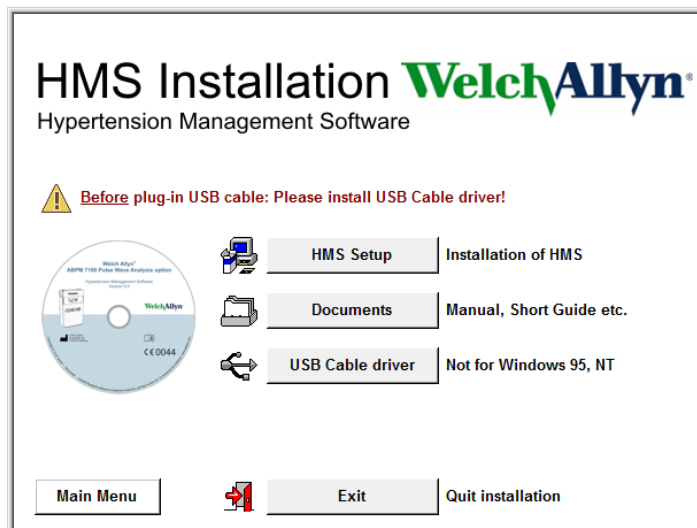 HMS Installation WelchAllyn®
Hypertension Management Software
Before plug-in USB cable: Please install USB Cable driver!
Welch Allyn®
ABPM 7100 Pulse Wave Analysis option
Hypertension Management Software
WelchAllyn
CE 0044
HMS Setup Installation of HMS
Documents Manual, Short Guide etc.
USB Cable driver Not for Windows 95, NT
Main Menu Exit Quit installation